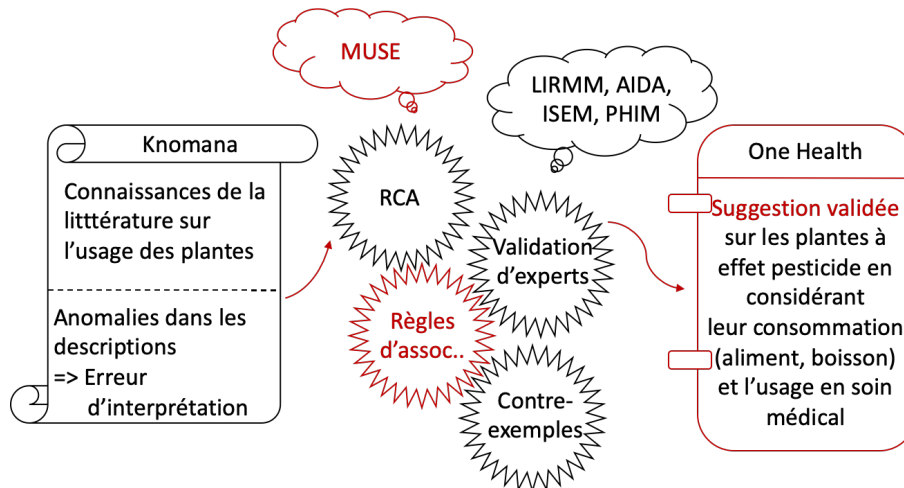 MUSE
LIRMM, AIDA,
ISEM, PHIM
Knomana
Connaissances de la
litttérature sur
l'usage des plantes
Anomalies dans les
descriptions
=> Erreur
d'interprétation
RCA
Validation
d'experts
Règles
d'assoc..
Contre-
exemples
One Health
Suggestion validée
sur les plantes à
effet pesticide en
considérant
leur consommation
(aliment, boisson)
et l'usage en soin
médical